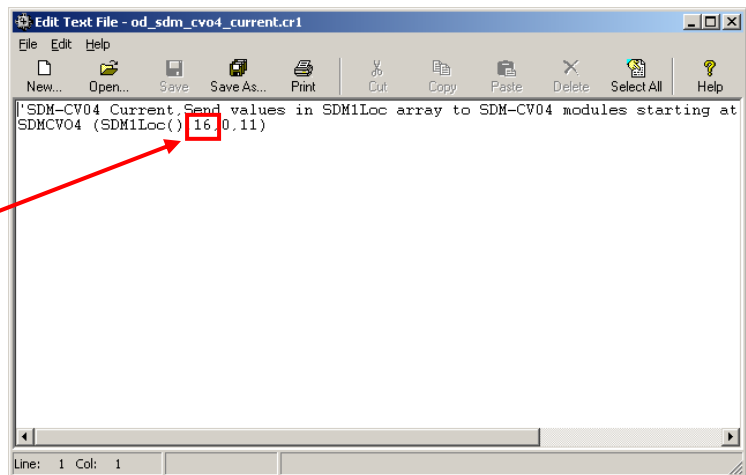 Edit Text File - od_sdm_cvo4_current.cr1
File Edit Help
New... Open... Save Save As... Print Cut Copy Paste Delete Select All Help
'SDM-CV04 Current,Send values in SDM1Loc array to SDM-CV04 modules starting at
SDMCVO4 (SDM1Loc() 16,0,11)
Line: 1 Col: 1